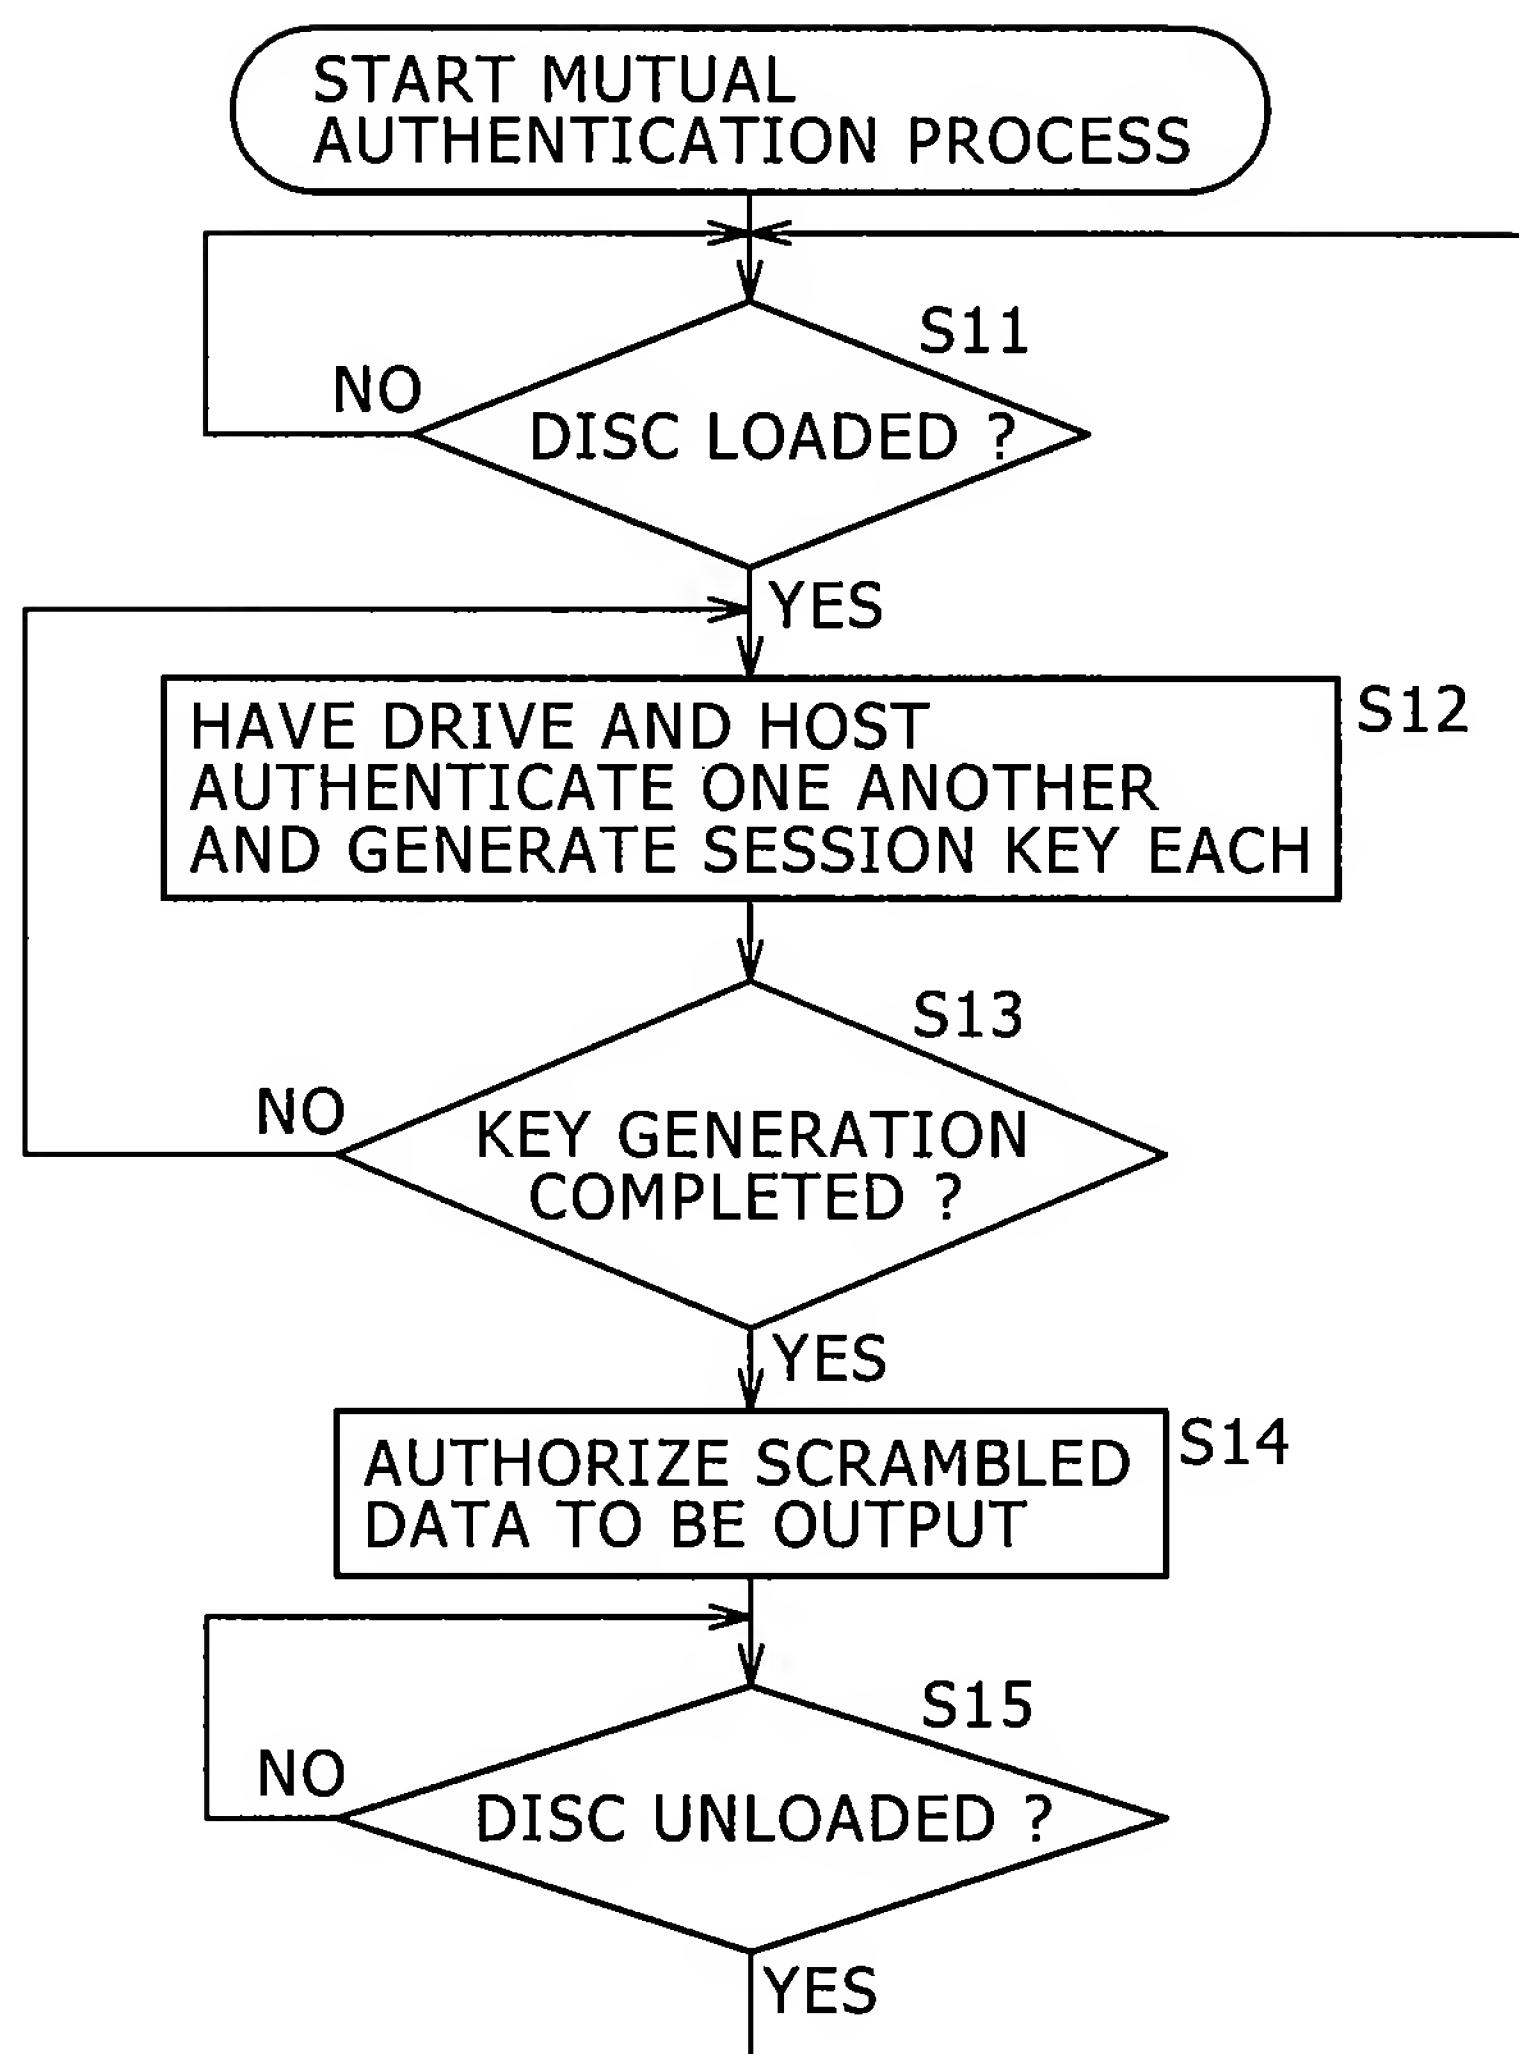 START MUTUAL
AUTHENTICATION PROCESS
S11
NO
DISC LOADED ?
YES
S12
HAVE DRIVE AND HOST
AUTHENTICATE ONE ANOTHER
AND GENERATE SESSION KEY EACH
S13
NO
KEY GENERATION
COMPLETED ?
YES
S14
AUTHORIZE SCRAMBLED
DATA TO BE OUTPUT
S15
NO
DISC UNLOADED ?
YES